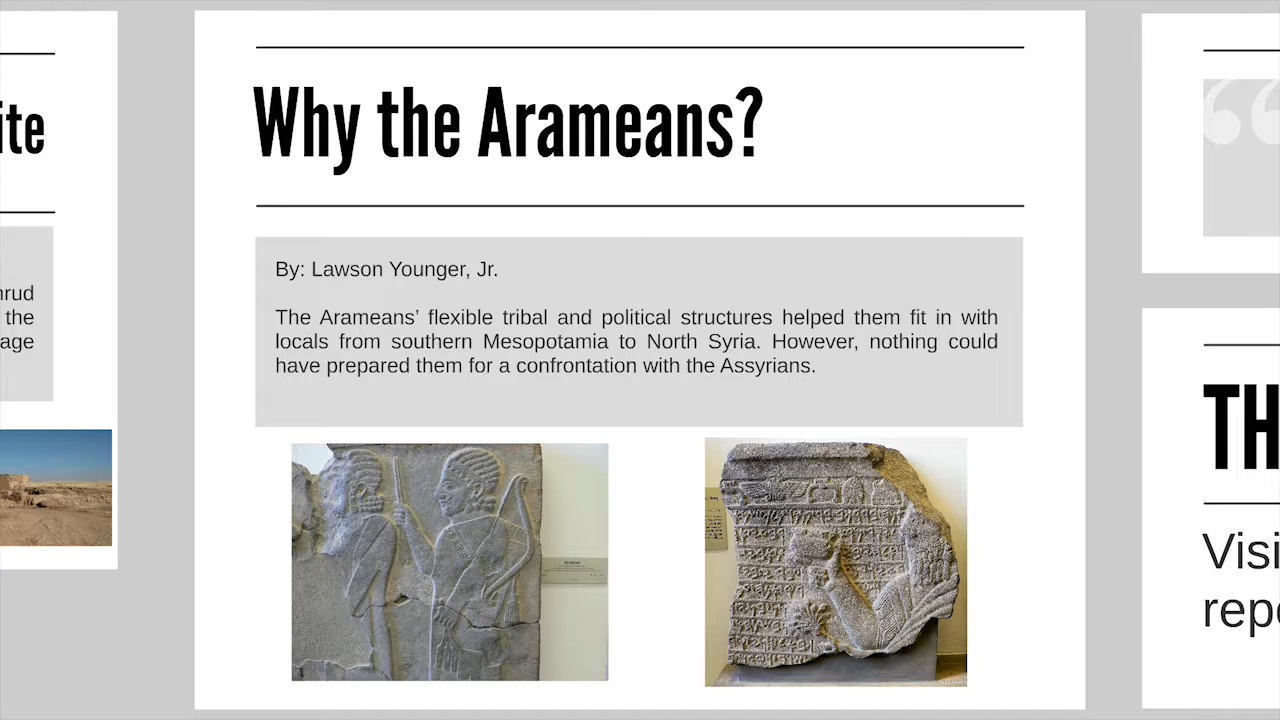 ite
hrud
the
age
Why the Arameans?
By: Lawson Younger, Jr.
The Arameans’ flexible tribal and political structures helped them fit in with
locals from southern Mesopotamia to North Syria. However, nothing could
have prepared them for a confrontation with the Assyrians.
“
TH
Visi
repo